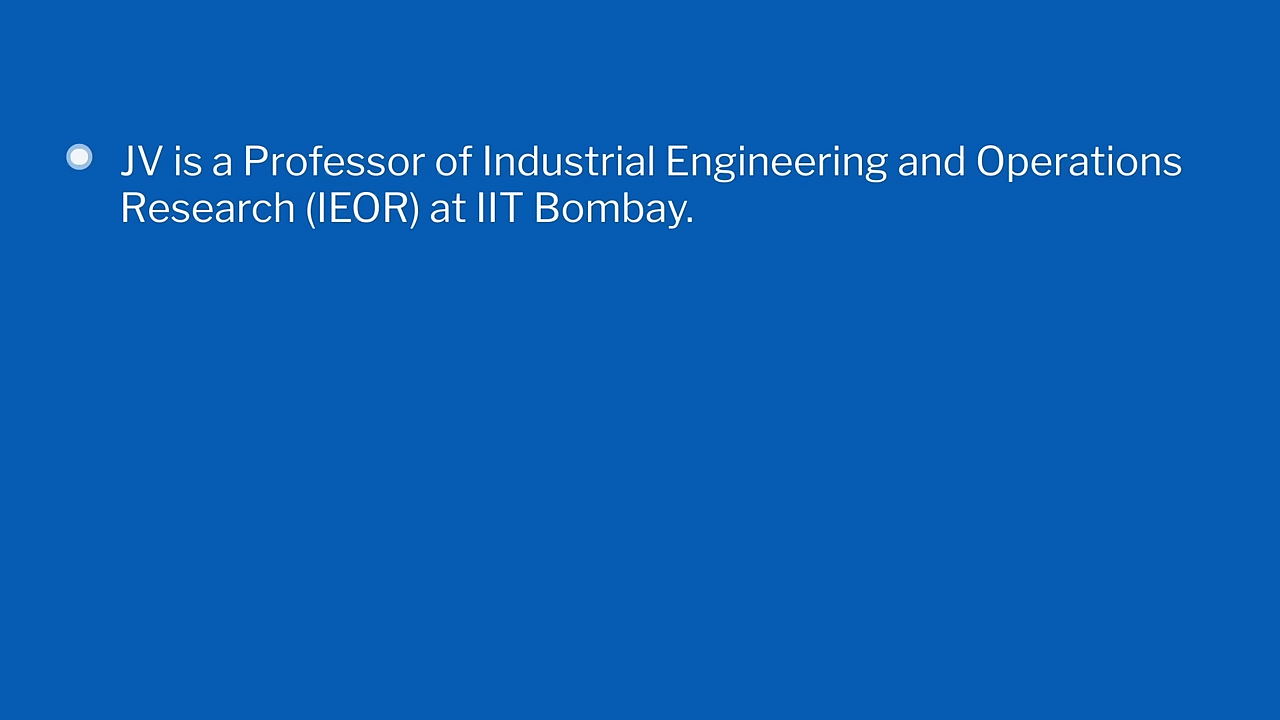 JV is a Professor of Industrial Engineering and Operations
Research (IEOR) at IIT Bombay.